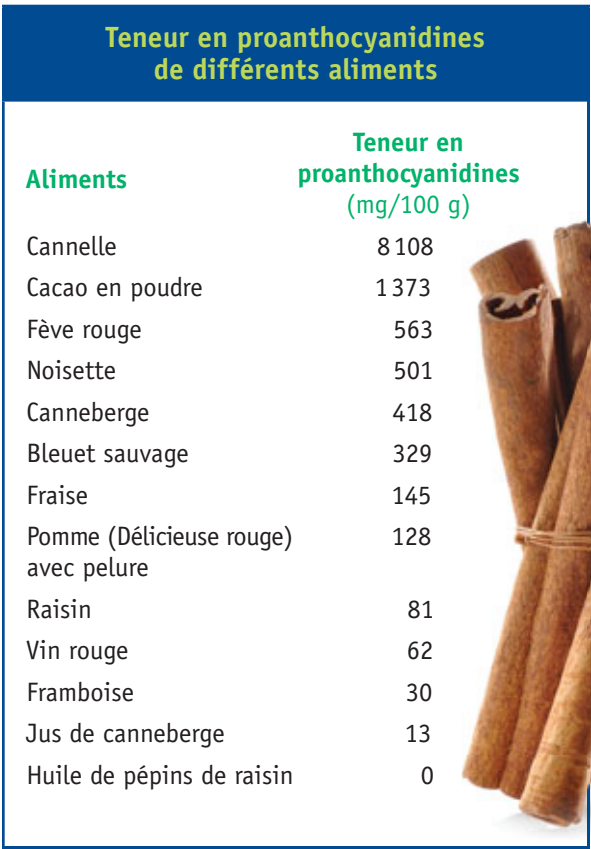 Teneur en proanthocyanidines
de différents aliments
Aliments
Teneur en
proanthocyanidines
(mg/100 g)
Cannelle 8 108
Cacao en poudre 1 373
Fève rouge 563
Noisette 501
Canneberge 418
Bleuet sauvage 329
Fraise 145
Pomme (Délicieuse rouge) 128
avec pelure
Raisin 81
Vin rouge 62
Framboise 30
Jus de canneberge 13
Huile de pépins de raisin 0